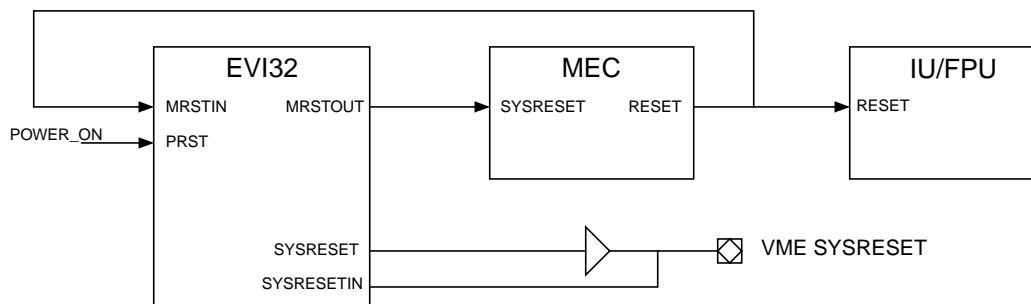 EVI32
MEC
IU/FPU
MRSTIN
MRSTOUT
SYSRESET
RESET
RESET
POWER_ON
PRST
SYSRESET
VME SYSRESET
SYSRESETIN